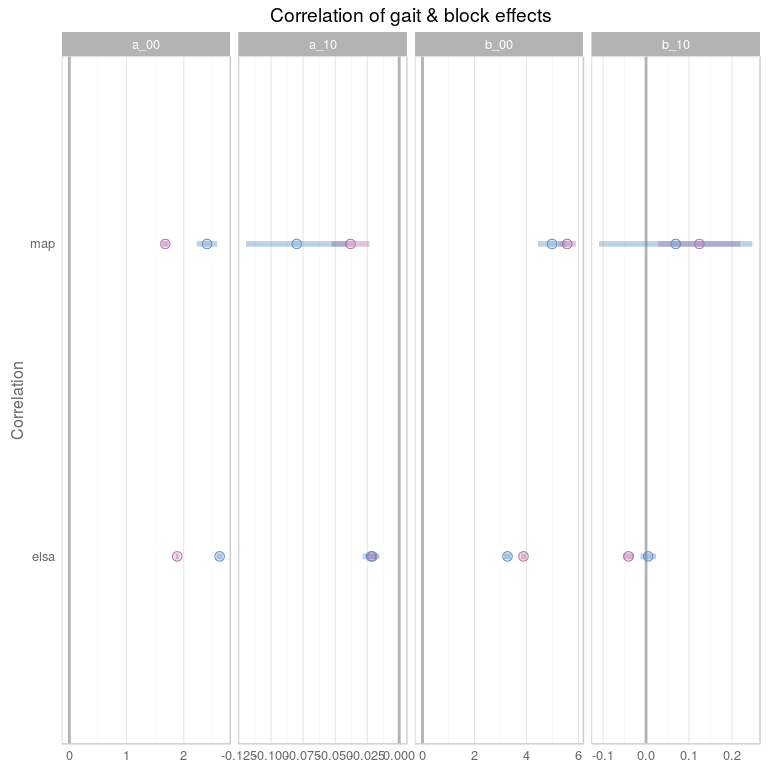 Correlation of gait & block effects
a_00 a_10 b_00 b_10
map
Correlation
elsa
0 1 2 -0.125 -0.100 -0.075 -0.050 -0.025 0.000 0 2 4 6 -0.1 0.0 0.1 0.2